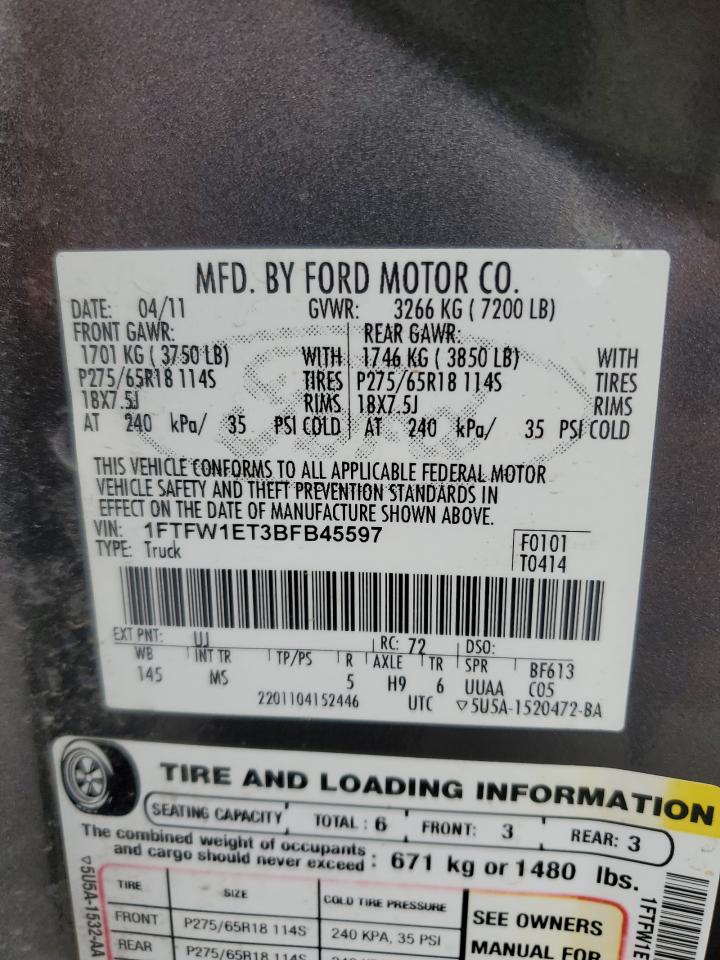 MFD. BY FORD MOTOR CO.
DATE: 04/11 GVWR: 3266 KG ( 7200 LB)
FRONT GAWR: REAR GAWR:
1701 KG ( 3750 LB) WITH 1746 KG ( 3850 LB) WITH
P275/65R18 114S TIRES P275/65R18 114S TIRES
18X7.5J RIMS 18X7.5J RIMS
AT 240 kPa/ 35 PSI COLD AT 240 kPa/ 35 PSI COLD
THIS VEHICLE CONFORMS TO ALL APPLICABLE FEDERAL MOTOR
VEHICLE SAFETY AND THEFT PREVENTION STANDARDS IN
EFFECT ON THE DATE OF MANUFACTURE SHOWN ABOVE.
VIN: 1FTFW1ET3BFB45597 F0101
TYPE: Truck T0414
EXT PNT: UJ RC: 72 DSO:
WB INT TR TP/PS R AXLE TR SPR BF613
145 MS 5 H9 6 UUAA C05
2201104152446 UTC ▽5U5A-1520472-BA
TIRE AND LOADING INFORMATION
SEATING CAPACITY TOTAL : 6 FRONT: 3 REAR: 3
The combined weight of occupants
and cargo should never exceed : 671 kg or 1480 lbs.
TIRE SIZE COLD TIRE PRESSURE
FRONT P275/65R18 114S 240 KPA, 35 PSI
REAR P275/65R18 114S
SEE OWNERS
MANUAL FOR
▽5U5A-1532-AA
1FTFW1E